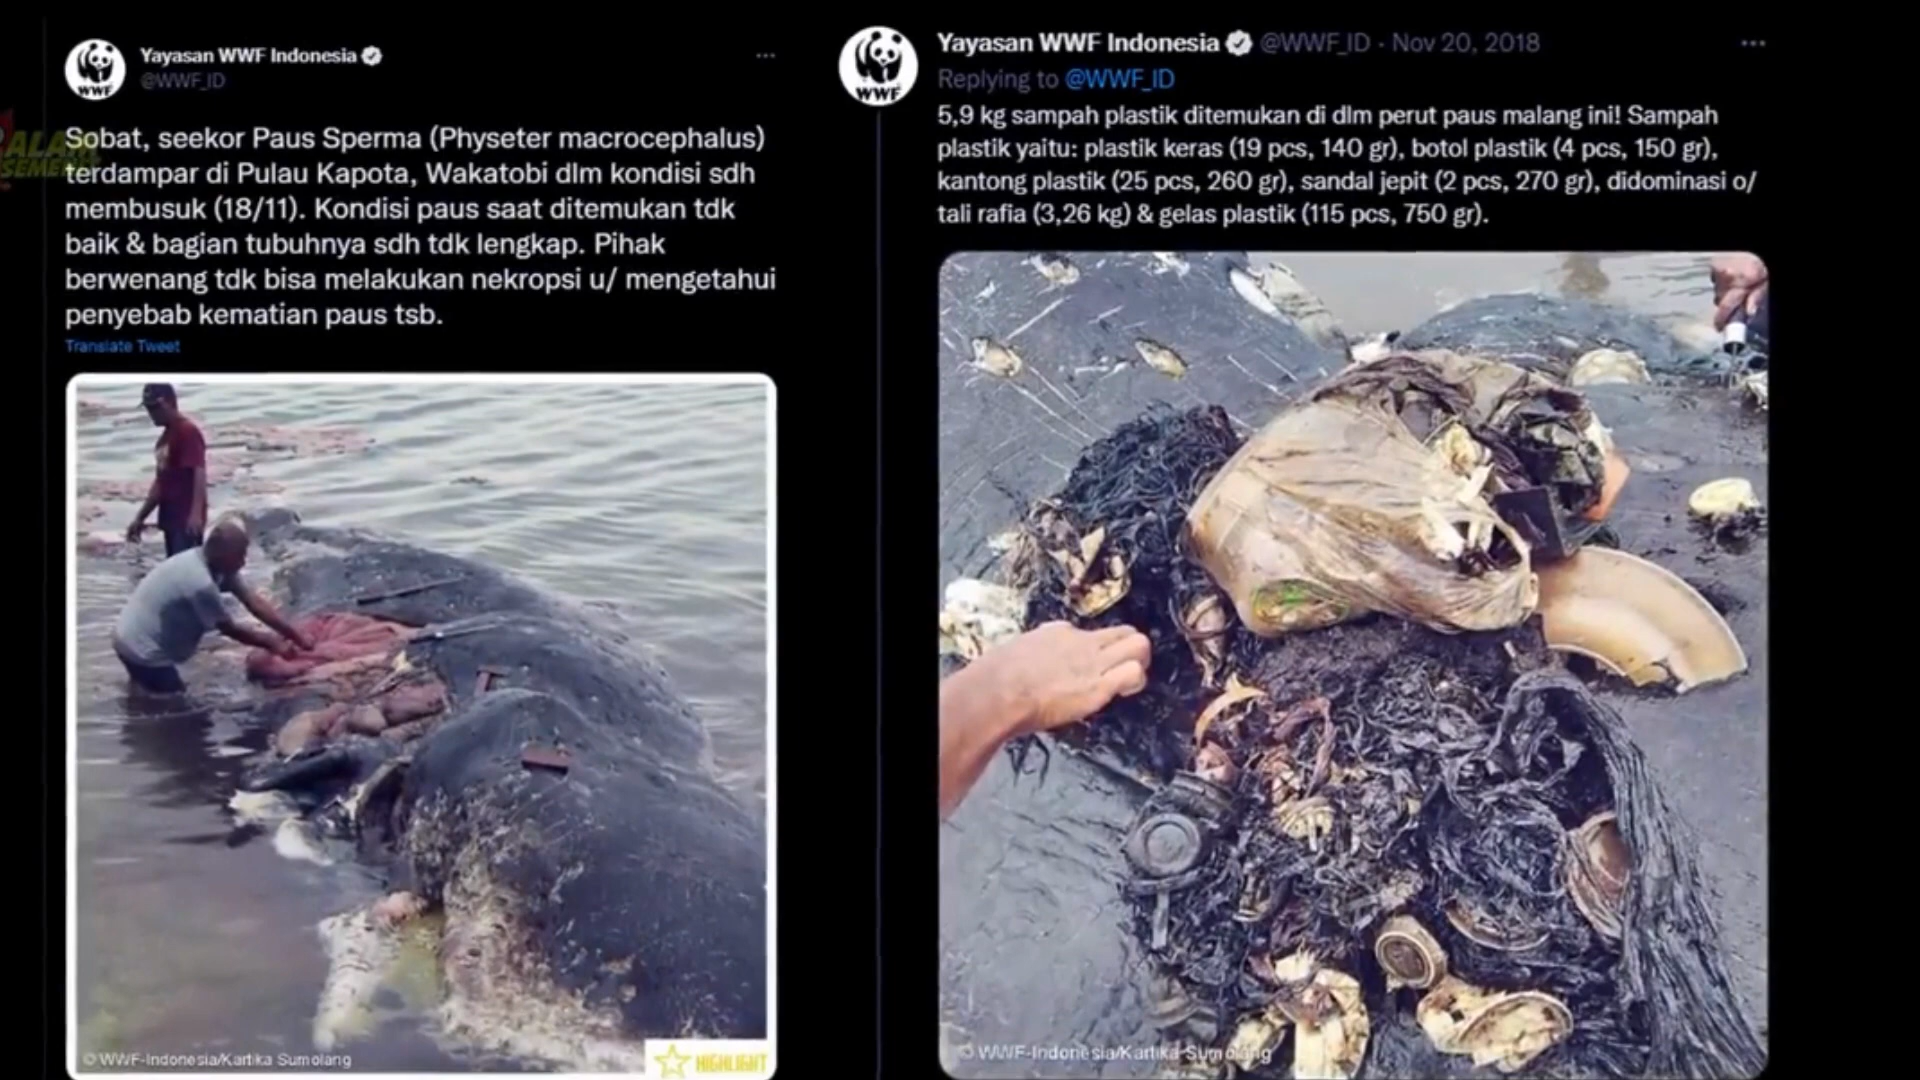 Yayasan WWF Indonesia
@WWF_ID
Sobat, seekor Paus Sperma (Physeter macrocephalus)
terdampar di Pulau Kapota, Wakatobi dlm kondisi sdh
membusuk (18/11). Kondisi paus saat ditemukan tdk
baik & bagian tubuhnya sdh tdk lengkap. Pihak
berwenang tdk bisa melakukan nekropsi u/ mengetahui
penyebab kematian paus tsb.
Translate Tweet
© WWF-Indonesia/Kartika Sumolang
HIGHLIGHT
WWF
Yayasan WWF Indonesia @WWF_ID · Nov 20, 2018
Replying to @WWF_ID
5,9 kg sampah plastik ditemukan di dlm perut paus malang ini! Sampah
plastik yaitu: plastik keras (19 pcs, 140 gr), botol plastik (4 pcs, 150 gr),
kantong plastik (25 pcs, 260 gr), sandal jepit (2 pcs, 270 gr), didominasi o/
tali rafia (3,26 kg) & gelas plastik (115 pcs, 750 gr).
© WWF-Indonesia/Kartika Sumolang
WWF